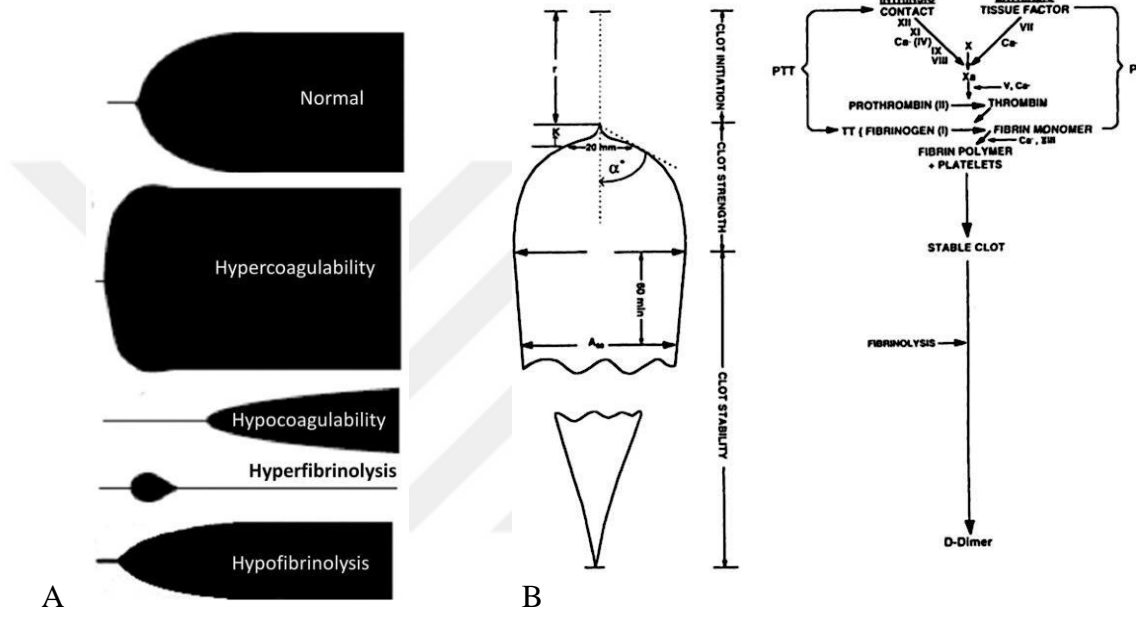 Normal
Hypercoagulability
Hypocoagulability
Hyperfibrinolysis
Hypofibrinolysis
A
r
K
20 mm
α°
60 min
A₆₀
CLOT INITIATION
CLOT STRENGTH
CLOT STABILITY
B
CONTACT
XII
XI
Ca⁺ (IV)
IX
VIII
TISSUE FACTOR
VII
Ca⁺
X
Xa
V, Ca⁺
PTT
P
PROTHROMBIN (II)
THROMBIN
TT ( FIBRINOGEN (I)
FIBRIN MONOMER
Ca⁺, XIII
FIBRIN POLYMER
+ PLATELETS
STABLE CLOT
FIBRINOLYSIS
D-Dimer